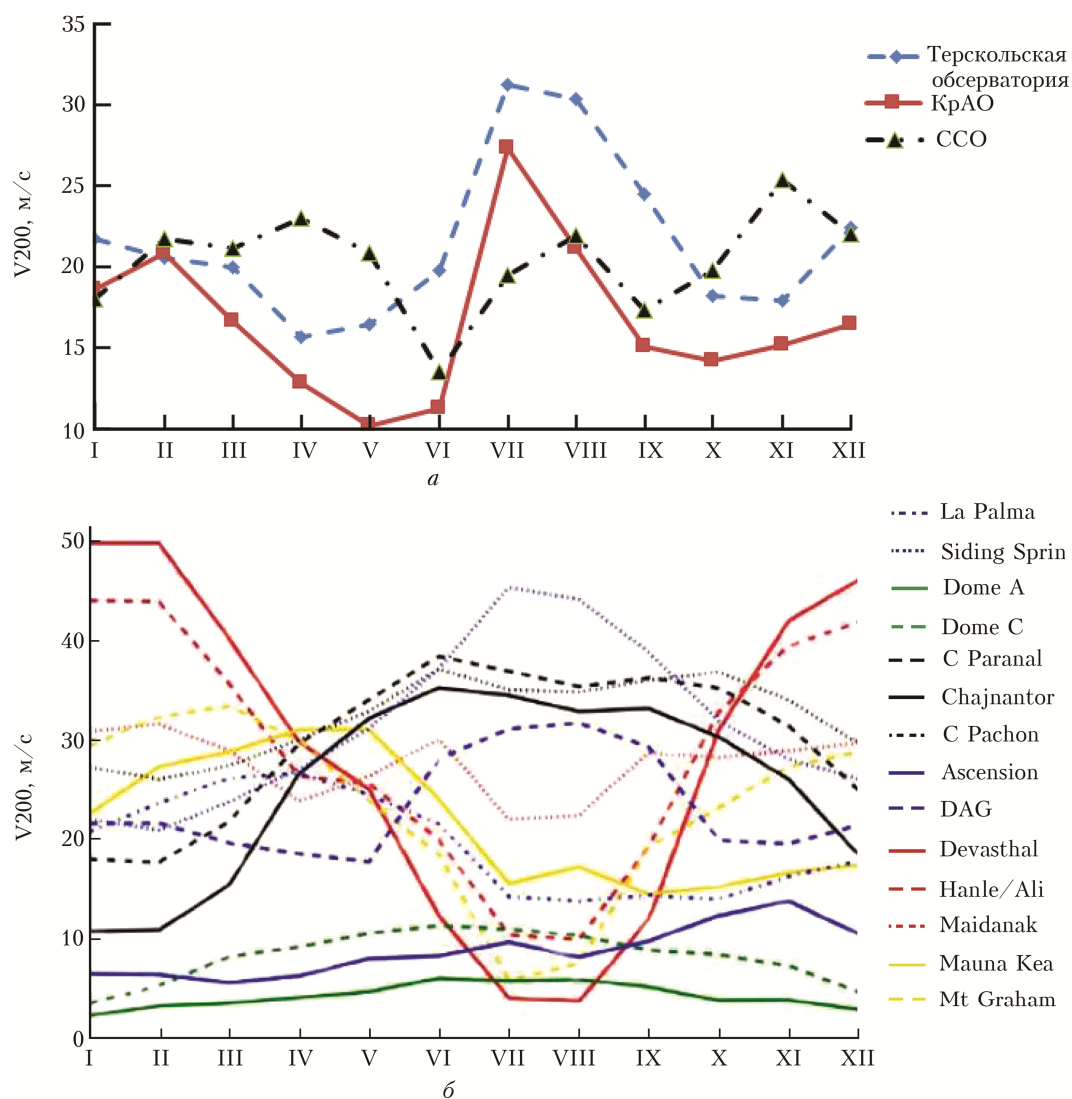 35
30
25
20
15
10
V200, м/с
I II III IV V VI VII VIII IX X XI XII
а
Терскольская
обсерватория
КрАО
ССО
50
40
30
20
10
0
V200, м/с
I II III IV V VI VII VIII IX X XI XII
б
La Palma
Siding Sprin
Dome A
Dome C
C Paranal
Chajnantor
C Pachon
Ascension
DAG
Devasthal
Hanle/Ali
Maidanak
Mauna Kea
Mt Graham